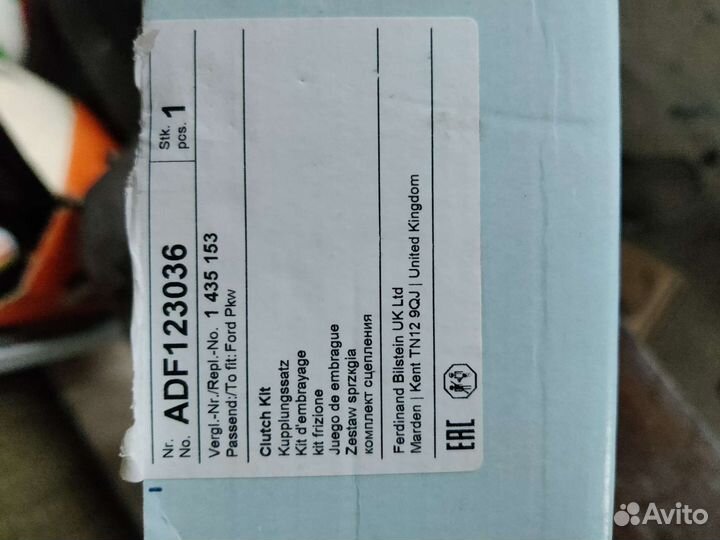 Nr.
No.
ADF123036
Stk.
pcs.
1
Vergl.-Nr./Repl.-No. 1 435 153
Passend:/To fit: Ford Pkw
Clutch Kit
Kupplungssatz
Kit d'embrayage
kit frizione
Juego de embrague
Zestaw sprzkgia
комплект сцепления
Ferdinand Bilstein UK Ltd
Marden | Kent TN12 9QJ | United Kingdom
EAC
Avito